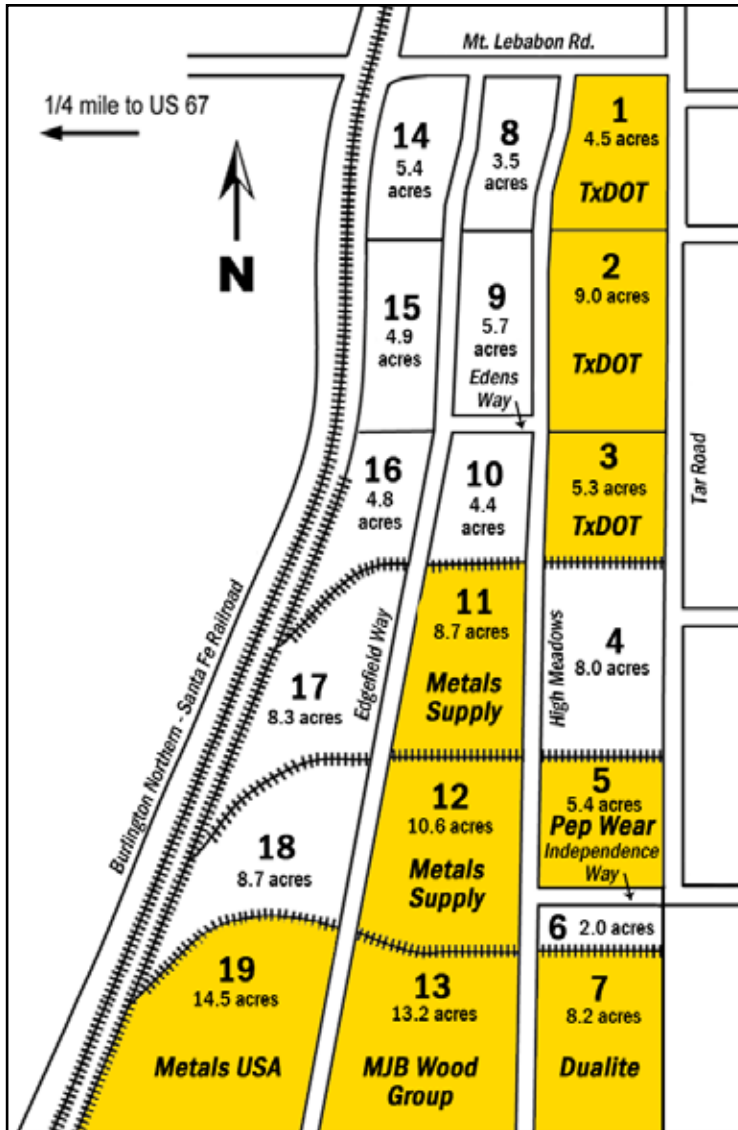 Mt. Lebabon Rd.
1/4 mile to US 67
N
14
5.4
acres
8
3.5
acres
1
4.5 acres
TxDOT
15
4.9
acres
9
5.7
acres
Edens
Way
2
9.0 acres
TxDOT
16
4.8
acres
10
4.4
acres
3
5.3 acres
TxDOT
Tar Road
Burlington Northern - Santa Fe Railroad
17
8.3 acres
Edgefield Way
11
8.7 acres
Metals
Supply
High Meadows
4
8.0 acres
18
8.7 acres
12
10.6 acres
Metals
Supply
5
5.4 acres
Pep Wear
Independence
Way
6 2.0 acres
19
14.5 acres
Metals USA
13
13.2 acres
MJB Wood
Group
7
8.2 acres
Dualite